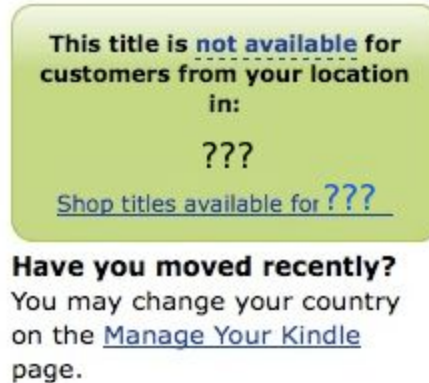 This title is not available for
customers from your location
in:
???
Shop titles available for ???
Have you moved recently?
You may change your country
on the Manage Your Kindle
page.